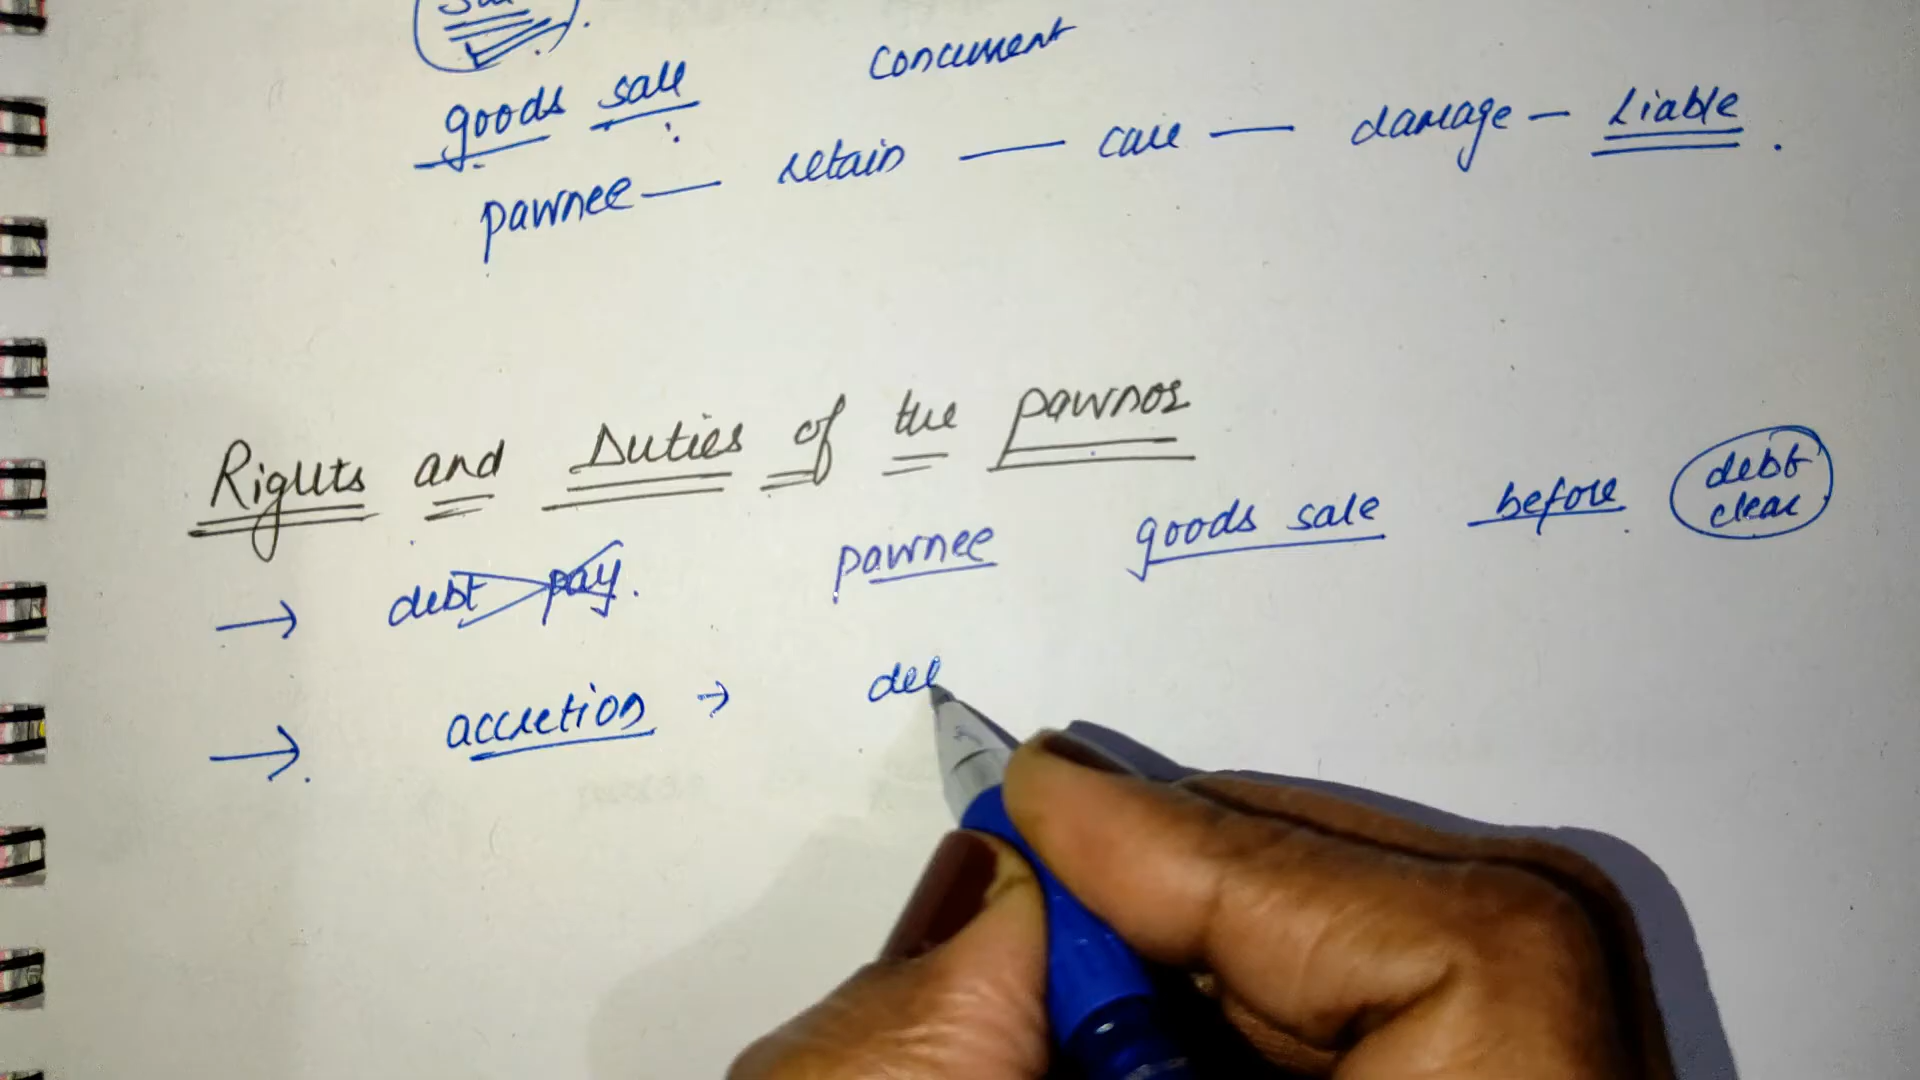 goods sale concurrent
pawnee — retain — care — damage — Liable.
Rights and Duties of the pawnor
→ debt pay. pawnee goods sale before debt clear
→ accretion →